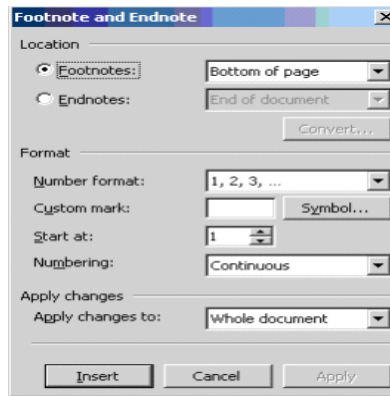 Footnote and Endnote
Location
Footnotes: Bottom of page
Endnotes: End of document
Convert...
Format
Number format: 1, 2, 3, ...
Custom mark: Symbol...
Start at: 1
Numbering: Continuous
Apply changes
Apply changes to: Whole document
Insert Cancel Apply